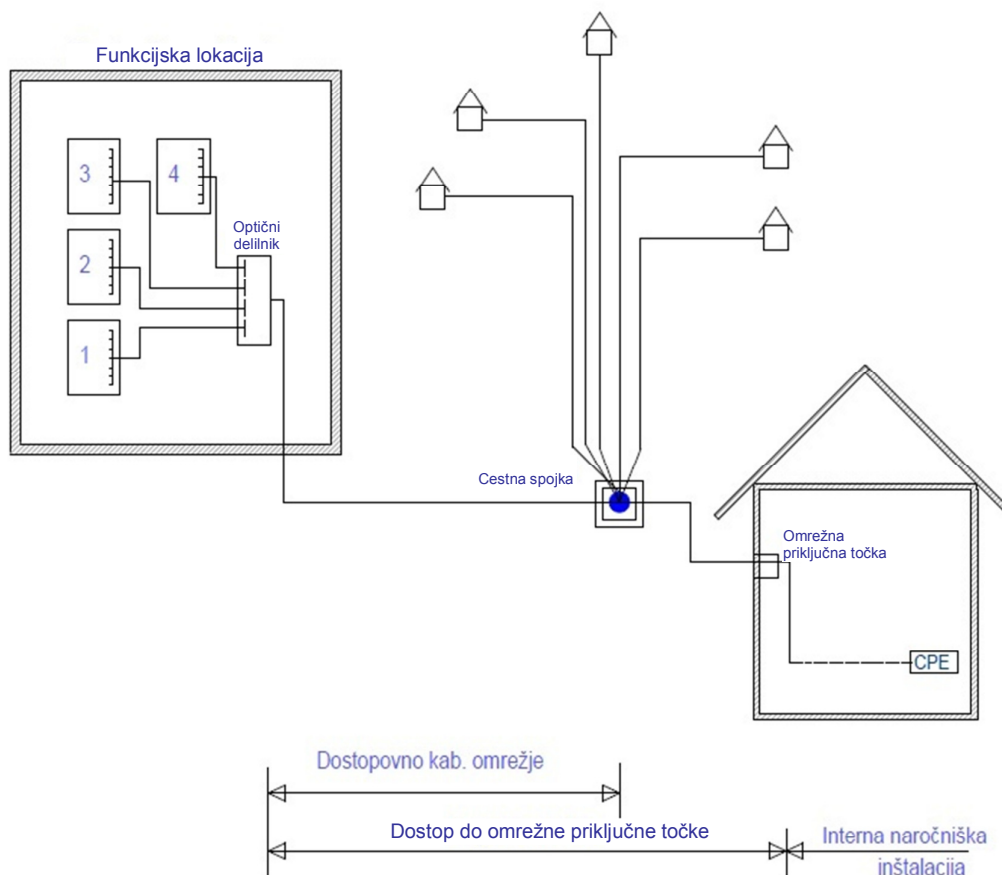 Funkcijska lokacija
3
4
Optični
delilnik
2
1
Cestna spojka
Omrežna
priključna točka
CPE
Dostopovno kab. omrežje
Dostop do omrežne priključne točke
Interna naročniška
inštalacija